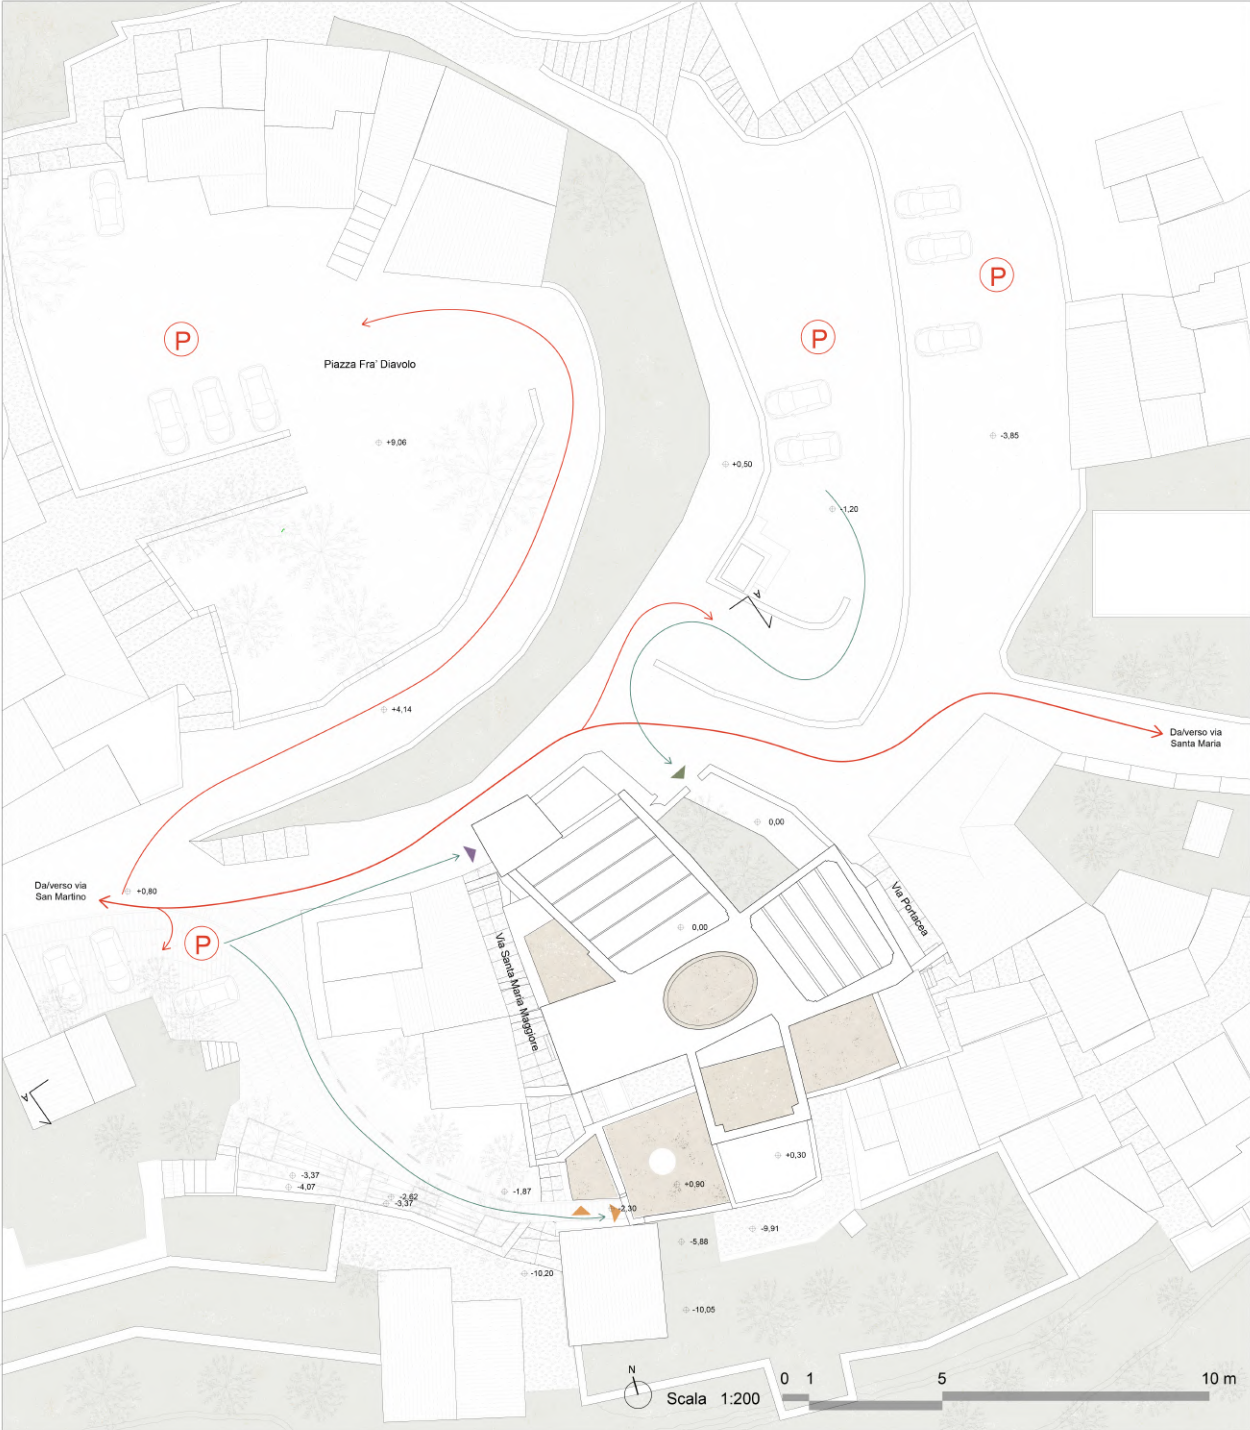 P
P
P
Piazza Fra' Diavolo
+9,06
-3,85
+0,50
-1,20
A
+4,14
Da/verso via
Santa Maria
0,00
Da/verso via
San Martino
+0,80
Via Portacea
0,00
P
Via Santa Maria Maggiore
A
+0,30
-3,37
-4,07
-2,62
-3,37
-1,87
+0,90
-2,30
-9,91
-5,88
-10,20
-10,05
N
Scala 1:200
0 1 5 10 m